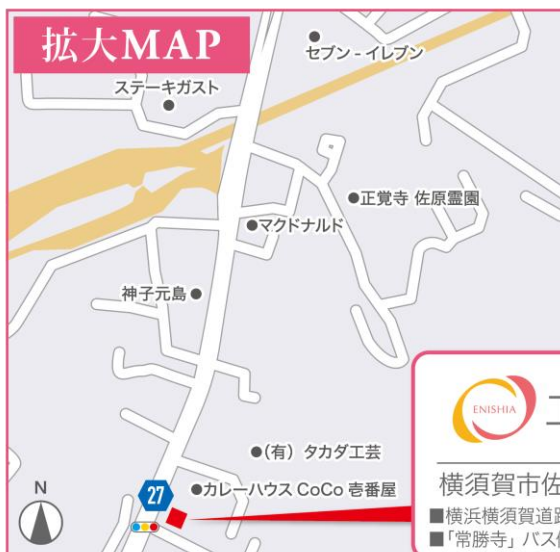 拡大MAP
セブン-イレブン
ステーキガスト
正覚寺 佐原霊園
マクドナルド
神子元島
(有) タカダ工芸
27
カレーハウス CoCo 壱番屋
N
ENISHIA
横須賀市佐
■横浜横須賀道路
■「常勝寺」バス